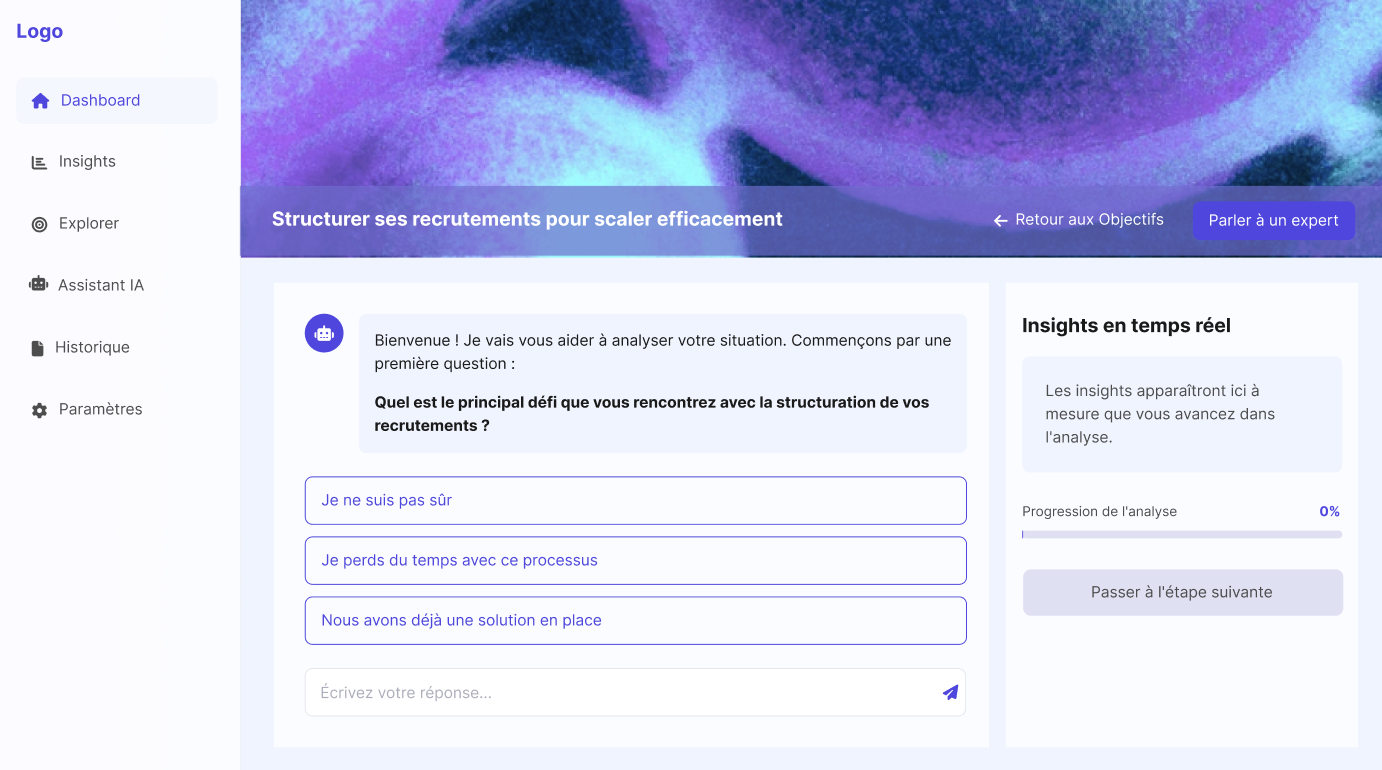 Logo
Dashboard
Insights
Explorer
Assistant IA
Historique
Paramètres
Structurer ses recrutements pour scaler efficacement
Retour aux Objectifs
Parler à un expert
Bienvenue ! Je vais vous aider à analyser votre situation. Commençons par une
première question :
Quel est le principal défi que vous rencontrez avec la structuration de vos
recrutements ?
Je ne suis pas sûr
Je perds du temps avec ce processus
Nous avons déjà une solution en place
Écrivez votre réponse...
Insights en temps réel
Les insights apparaîtront ici à
mesure que vous avancez dans
l'analyse.
Progression de l'analyse
0%
Passer à l'étape suivante